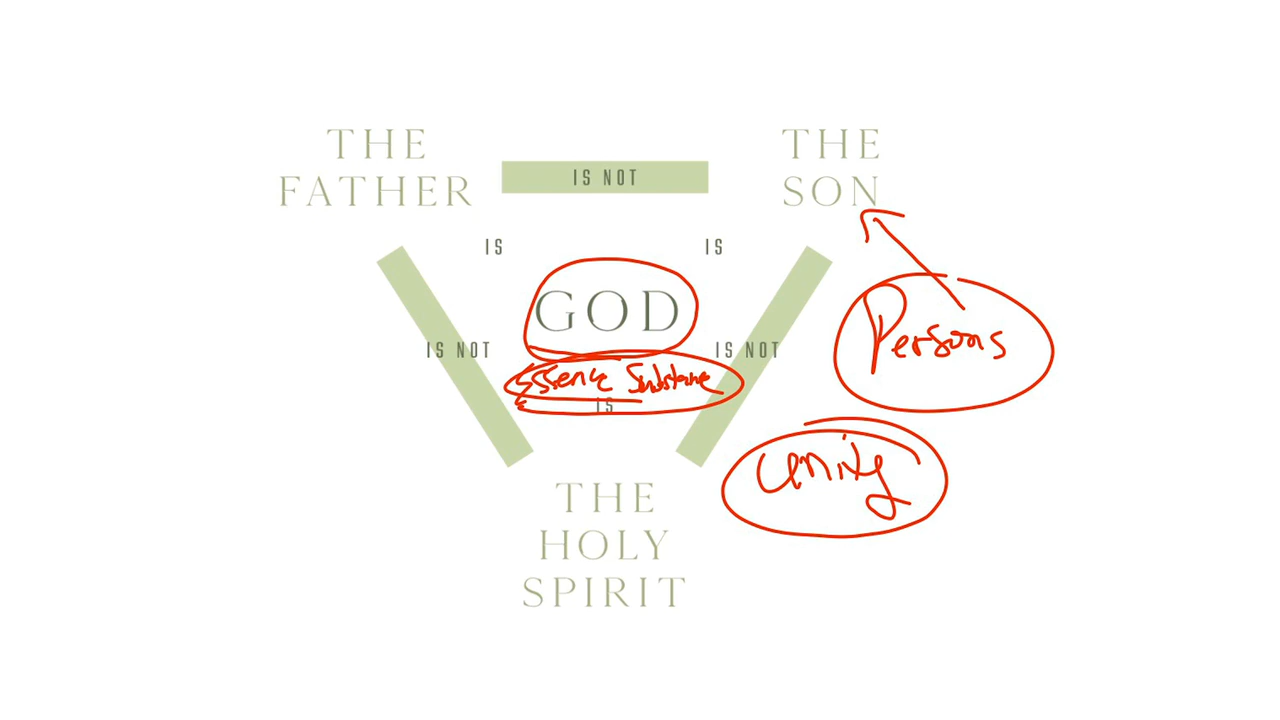 THE
FATHER
IS NOT
THE
SON
IS
IS
GOD
IS NOT
IS NOT
Persons
Essence Substance
IS
Unity
THE
HOLY
SPIRIT